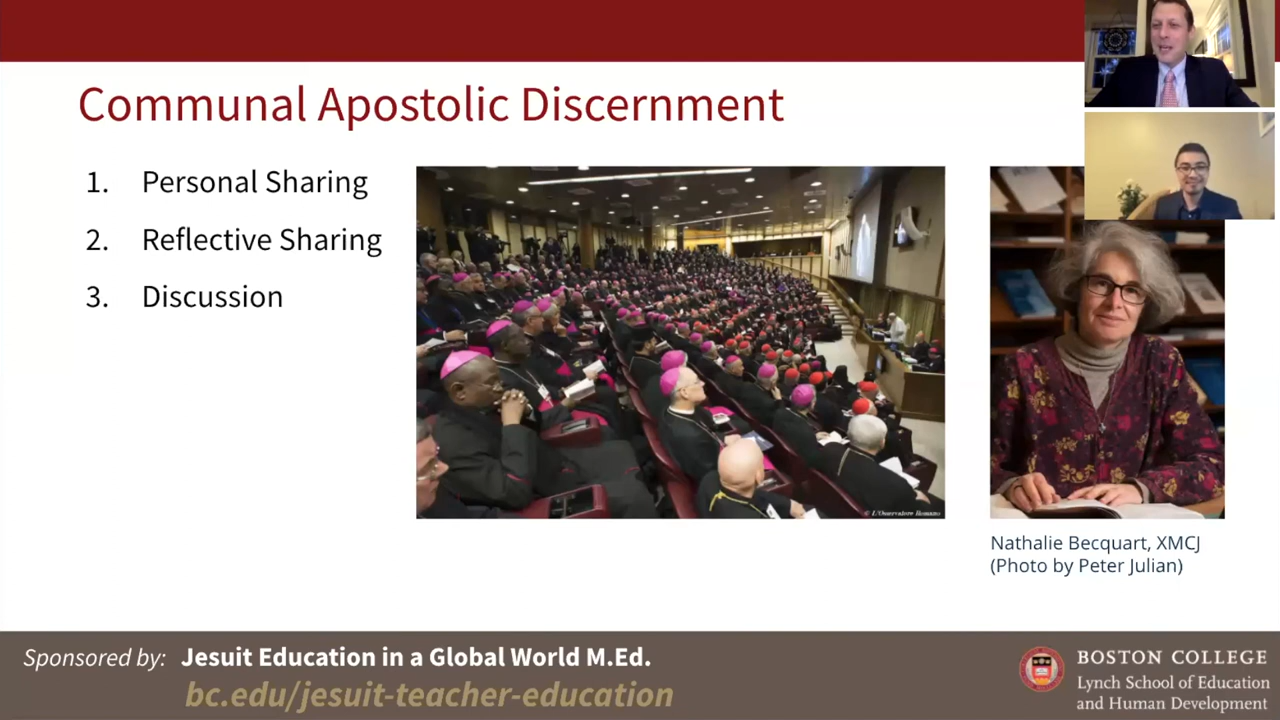 Communal Apostolic Discernment
1. Personal Sharing
2. Reflective Sharing
3. Discussion
© L'Osservatore Romano
Nathalie Becquart, XMCJ
(Photo by Peter Julian)
Sponsored by: Jesuit Education in a Global World M.Ed.
bc.edu/jesuit-teacher-education
BOSTON COLLEGE
Lynch School of Education
and Human Development